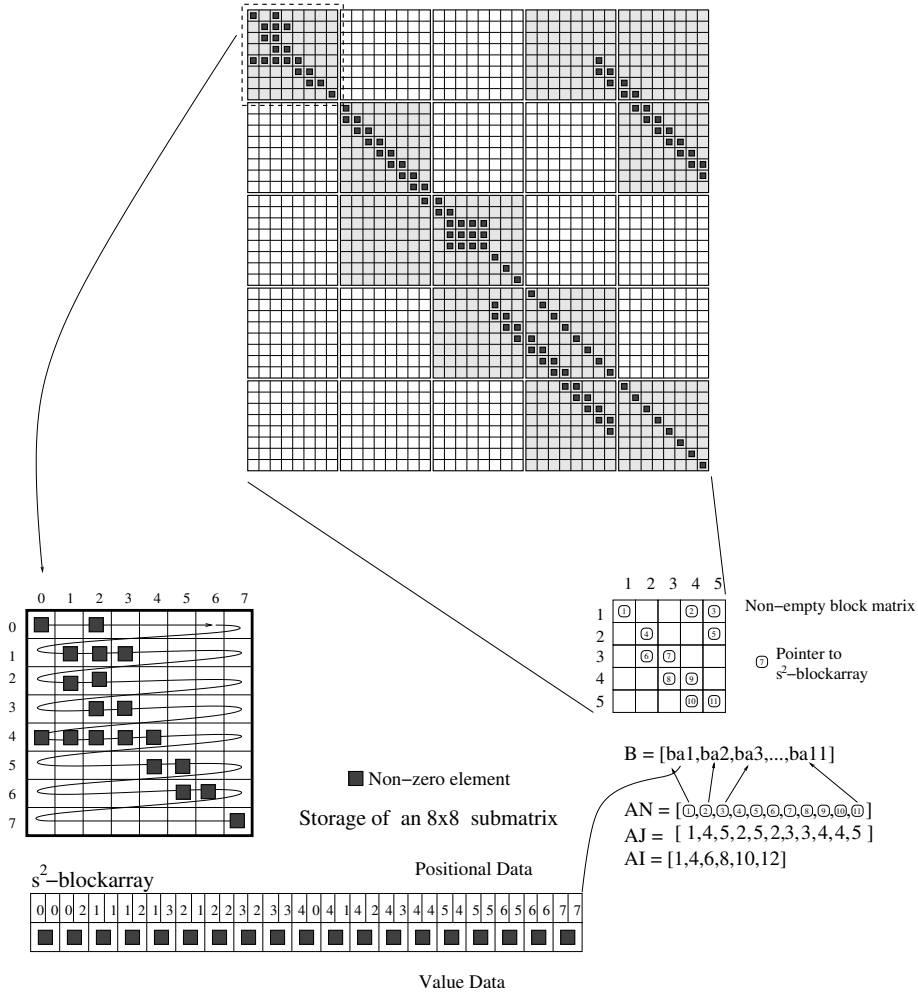 0 1 2 3 4 5 6 7
0
1
2
3
4
5
6
7
Non-zero element
Storage of an 8x8 submatrix
1 2 3 4 5
1 1 2 3
2 4 5
3 6 7
4 8 9
5 10 11
Non-empty block matrix
7 Pointer to
s²-blockarray
B = [ba1,ba2,ba3,...,ba11]
AN = [1,2,3,4,5,6,7,8,9,10,11]
AJ = [ 1,4,5,2,5,2,3,3,4,4,5 ]
AI = [1,4,6,8,10,12]
Positional Data
s²-blockarray
0 0 0 2 1 1 1 2 1 3 2 1 2 2 3 2 3 3 4 0 4 1 4 2 4 3 4 4 5 4 5 5 6 5 6 6 7 7
Value Data